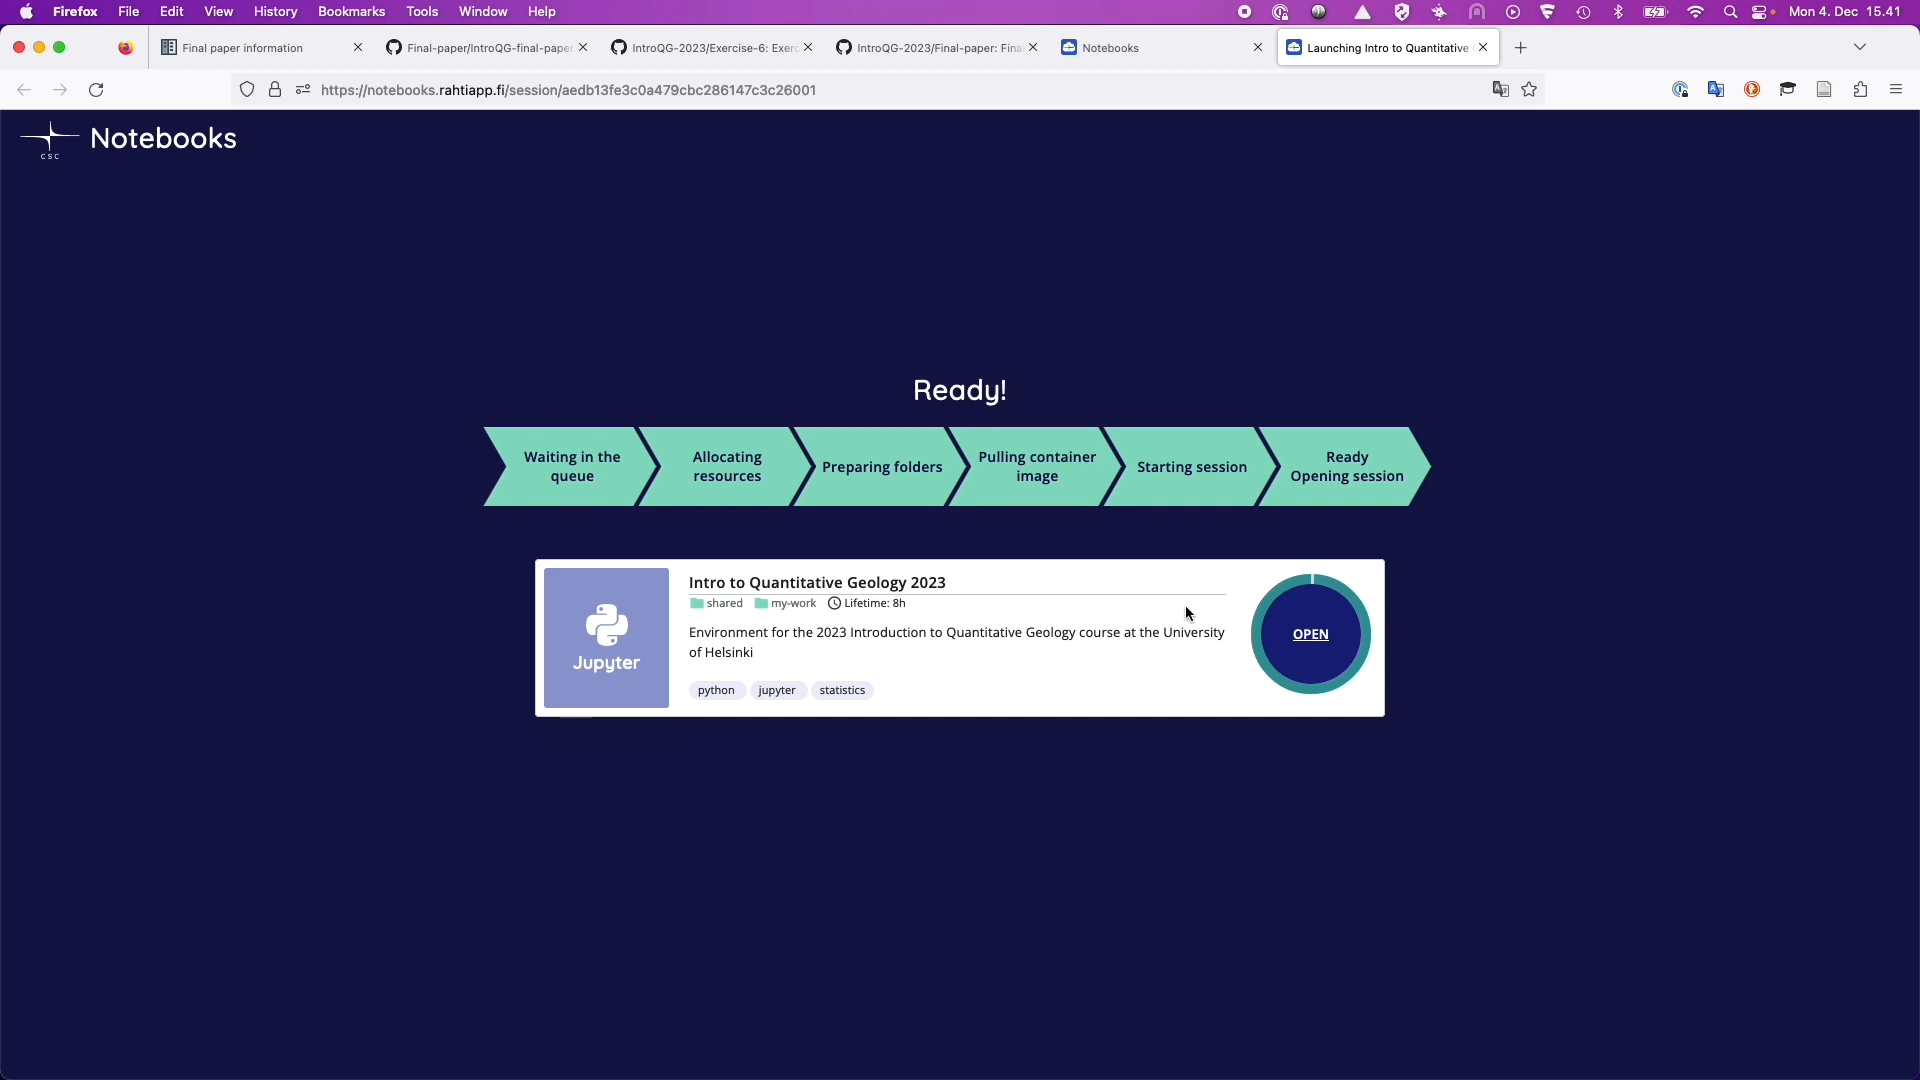 Firefox File Edit View History Bookmarks Tools Window Help Mon 4. Dec 15.41
Final paper information Final-paper/IntroQG-final-paper IntroQG-2023/Exercise-6: Exerc IntroQG-2023/Final-paper: Fina Notebooks Launching Intro to Quantitative
https://notebooks.rahtiapp.fi/session/aedb13fe3c0a479cbc286147c3c26001
csc
Notebooks
Ready!
Waiting in the
queue
Allocating
resources
Preparing folders
Pulling container
image
Starting session
Ready
Opening session
Jupyter
Intro to Quantitative Geology 2023
shared my-work Lifetime: 8h
Environment for the 2023 Introduction to Quantitative Geology course at the University
of Helsinki
python jupyter statistics
OPEN